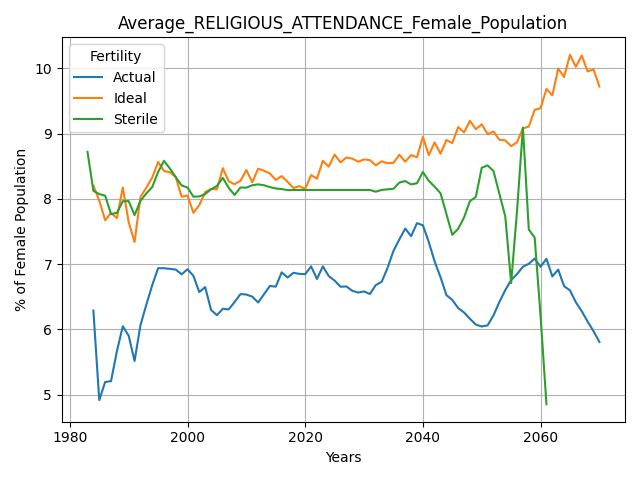 Average_RELIGIOUS_ATTENDANCE_Female_Population
Fertility
Actual
Ideal
Sterile
% of Female Population
10
9
8
7
6
5
1980 2000 2020 2040 2060
Years